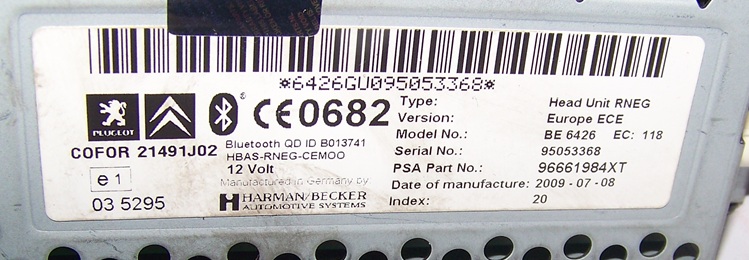 *6426GU095053368*
PEUGEOT
CE0682
COFOR 21491J02
e1
03 5295
Bluetooth QD ID B013741
HBAS-RNEG-CEMOO
12 Volt
Manufactured in Germany by
HARMAN/BECKER
AUTOMOTIVE SYSTEMS
Type: Head Unit RNEG
Version: Europe ECE
Model No.: BE 6426 EC: 118
Serial No.: 95053368
PSA Part No.: 96661984XT
Date of manufacture: 2009-07-08
Index: 20